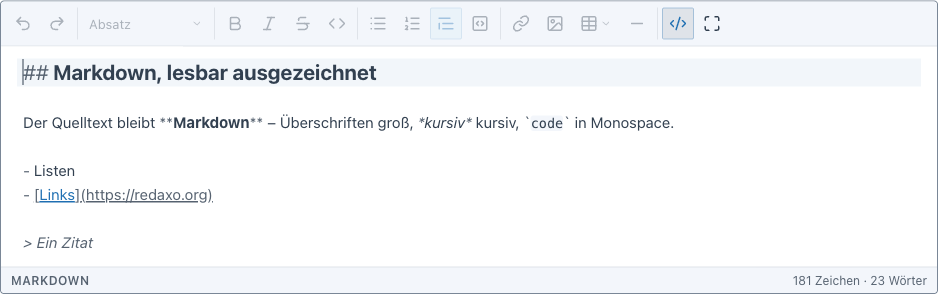 Absatz
## Markdown, lesbar ausgezeichnet
Der Quelltext bleibt **Markdown** – Überschriften groß, *kursiv* kursiv, `code` in Monospace.
- Listen
- [Links](https://redaxo.org)
> Ein Zitat
MARKDOWN
181 Zeichen · 23 Wörter